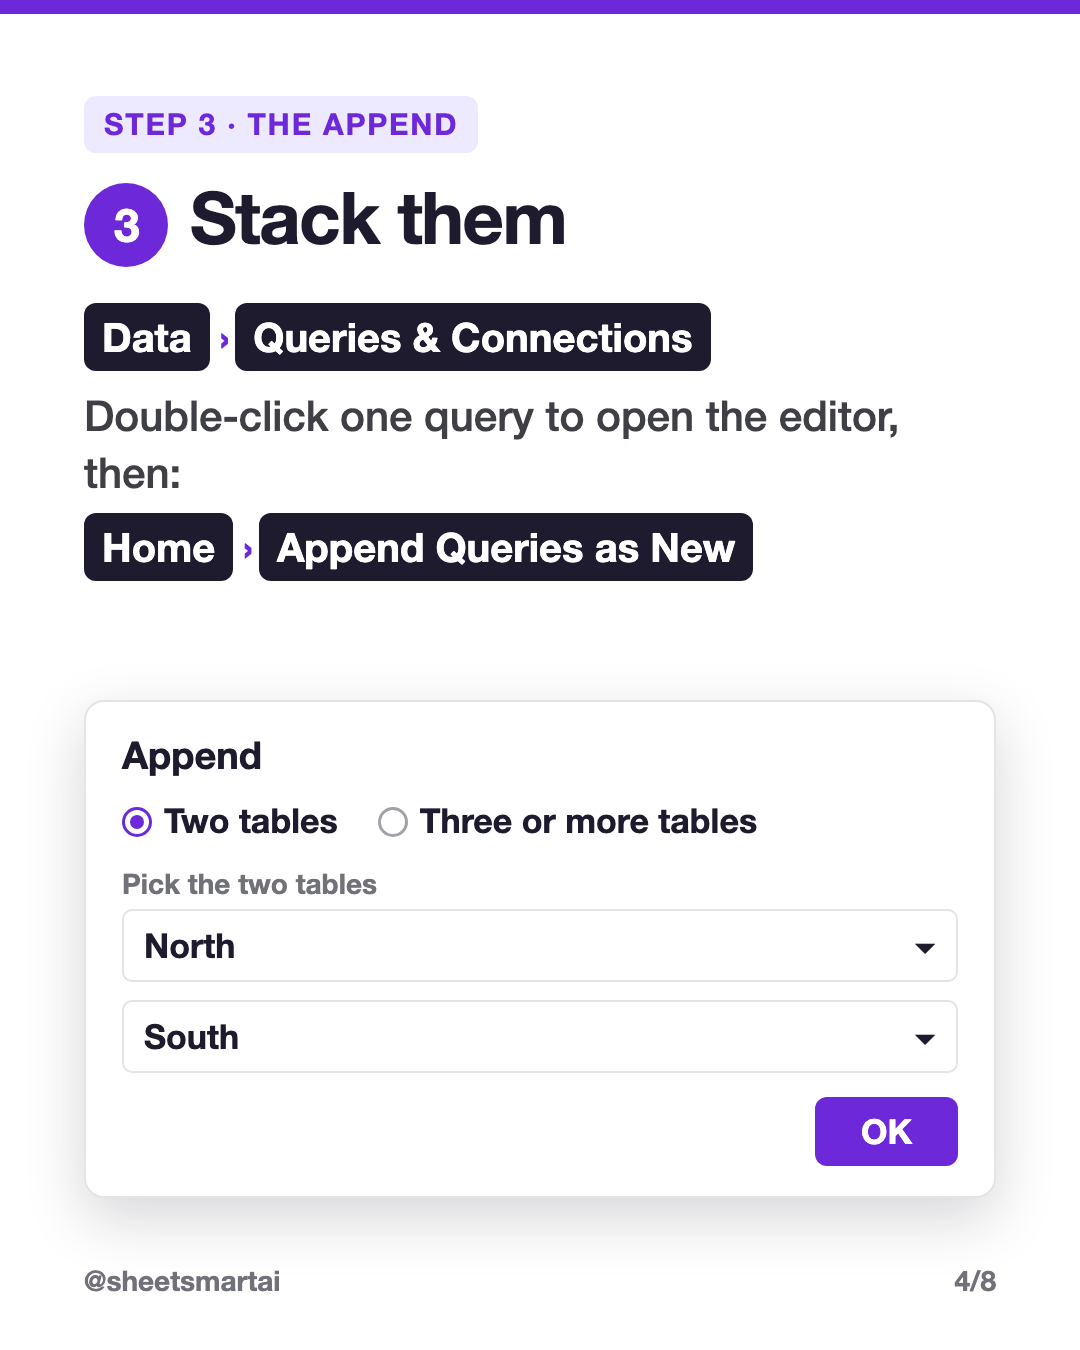 STEP 3 · THE APPEND
3 Stack them
Data › Queries & Connections
Double-click one query to open the editor,
then:
Home › Append Queries as New
Append
Two tables Three or more tables
Pick the two tables
North
South
OK
@sheetsmartai 4/8